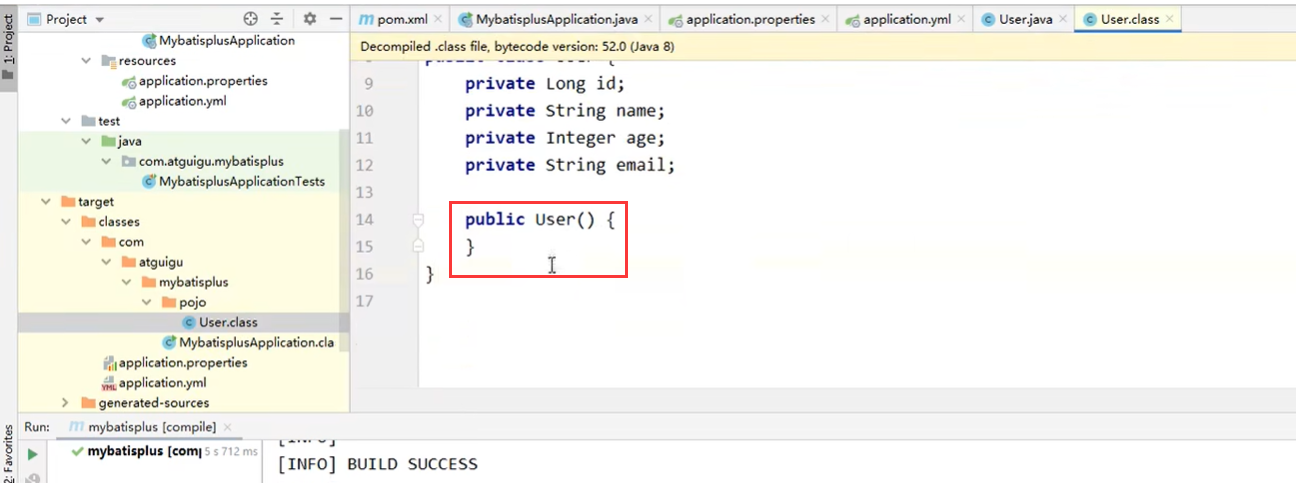 1: Project
Project
pom.xml
MybatisplusApplication.java
application.properties
application.yml
User.java
User.class
MybatisplusApplication
resources
application.properties
application.yml
test
java
com.atguigu.mybatisplus
MybatisplusApplicationTests
target
classes
com
atguigu
mybatisplus
pojo
User.class
MybatisplusApplication.cla
application.properties
application.yml
generated-sources
Decompiled .class file, bytecode version: 52.0 (Java 8)
9 private Long id;
10 private String name;
11 private Integer age;
12 private String email;
13
14 public User() {
15 }
16 }
17
2: Favorites
Run: mybatisplus [compile]
mybatisplus [comp 5 s 712 ms
[INFO]
[INFO] BUILD SUCCESS